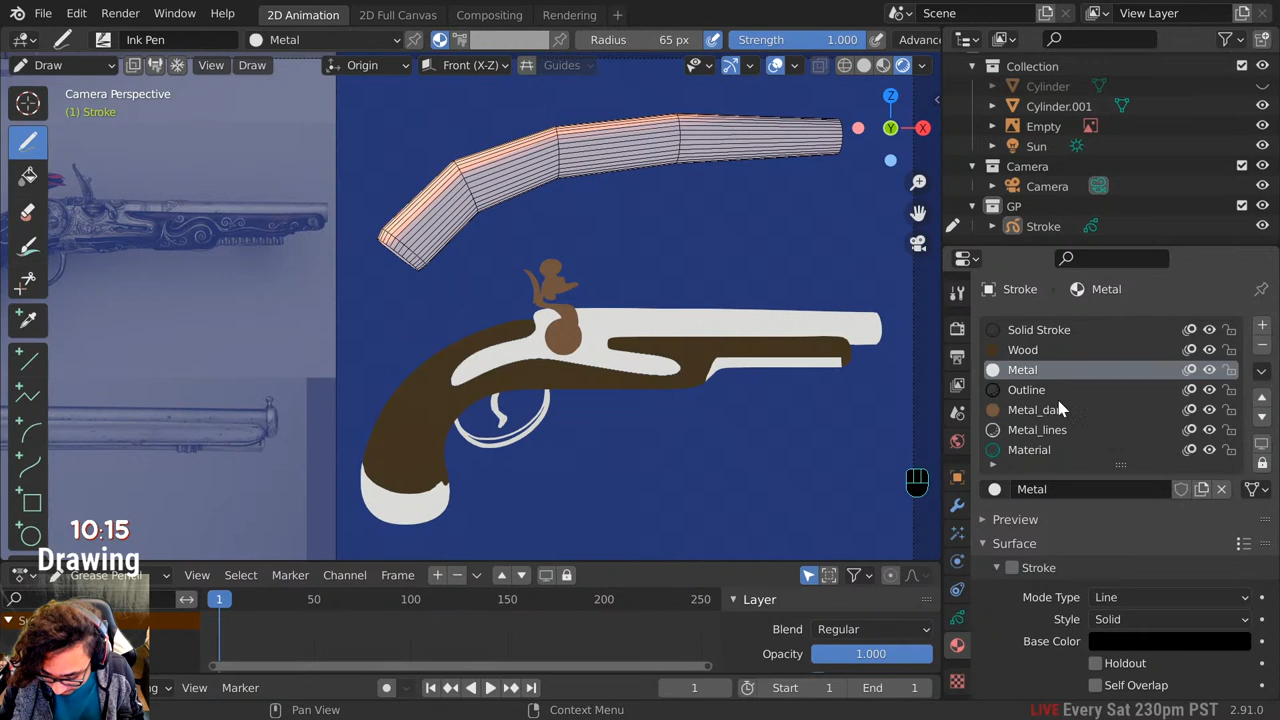 File Edit Render Window Help 2D Animation 2D Full Canvas Compositing Rendering + Scene View Layer
Ink Pen Metal Radius 65 px Strength 1.000 Advanc
Draw View Draw Origin Front (X-Z) Guides
Camera Perspective
(1) Stroke
Z
Y
X
Collection
Cylinder
Cylinder.001
Empty
Sun
Camera
Camera
GP
Stroke
Stroke Metal
Solid Stroke
Wood
Metal
Outline
Metal_da
Metal_lines
Material
Metal
Preview
Surface
Stroke
Mode Type Line
Style Solid
Base Color
Holdout
Self Overlap
10:15
Drawing
Grease Pencil View Select Marker Channel Frame
1 50 100 150 200 250
Layer
Blend Regular
Opacity 1.000
View Marker 1 Start 1 End 1
Pan View Context Menu
LIVE Every Sat 230pm PST 2.91.0